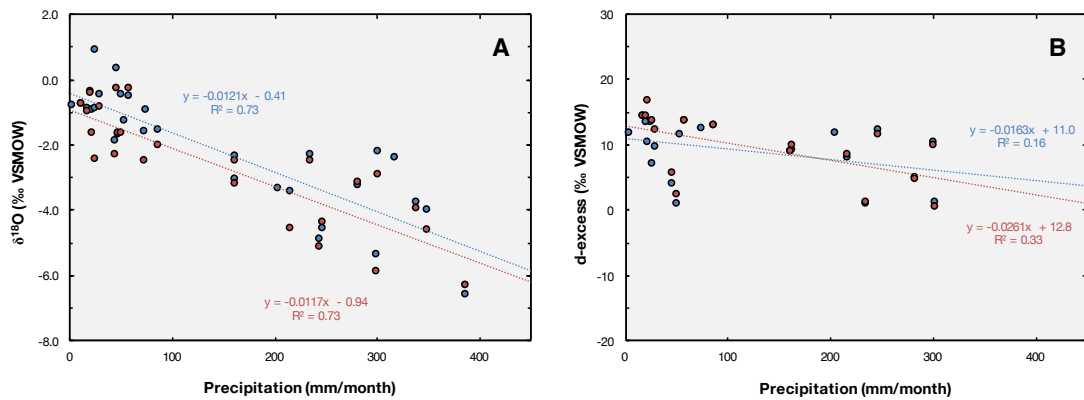 A
2.0
0.0
-2.0
-4.0
-6.0
-8.0
δ18O (‰ VSMOW)
y = -0.0121x - 0.41
R² = 0.73
y = -0.0117x - 0.94
R² = 0.73
0 100 200 300 400
Precipitation (mm/month)
B
30
20
10
0
-10
-20
d-excess (‰ VSMOW)
y = -0.0163x + 11.0
R² = 0.16
y = -0.0261x + 12.8
R² = 0.33
0 100 200 300 400
Precipitation (mm/month)